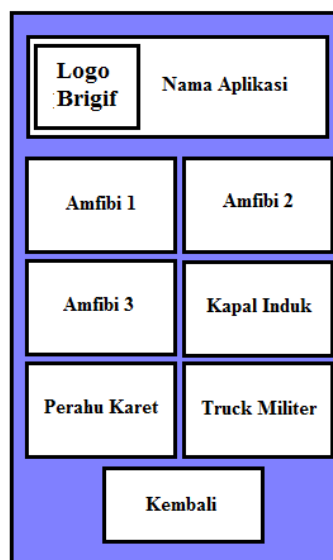 Logo
Brigif
Nama Aplikasi
Amfibi 1
Amfibi 2
Amfibi 3
Kapal Induk
Perahu Karet
Truck Militer
Kembali